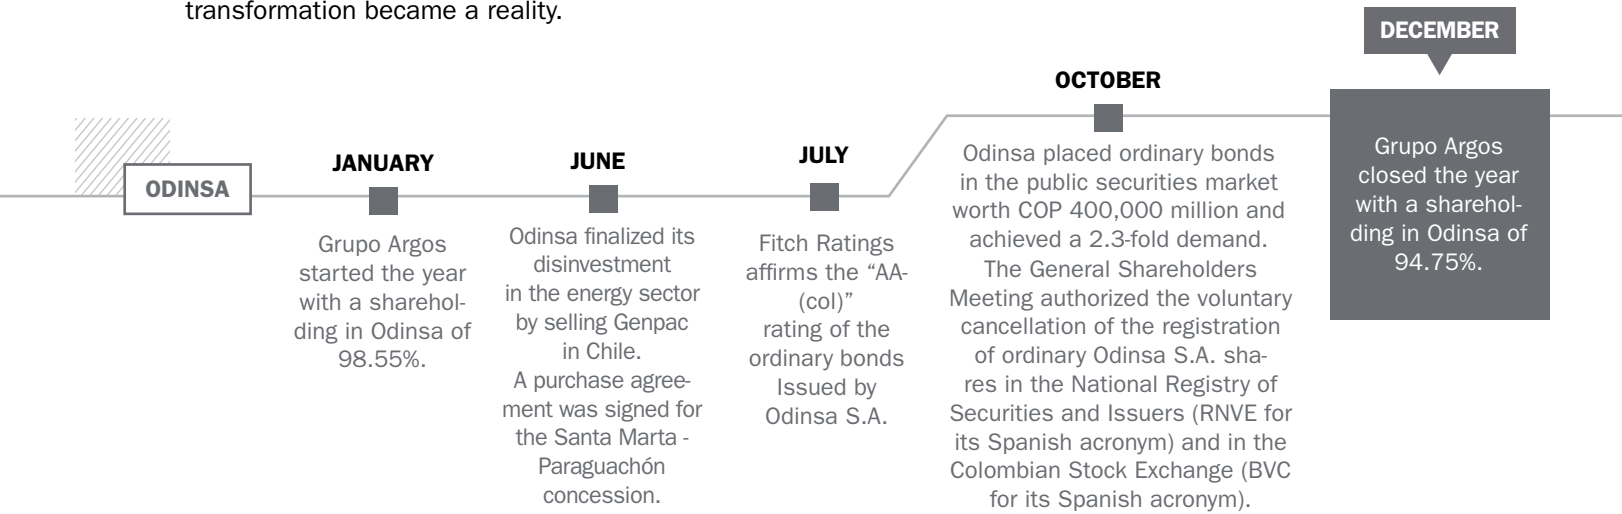 transformation became a reality.
ODINSA
JANUARY
Grupo Argos
started the year
with a sharehol-
ding in Odinsa of
98.55%.
JUNE
Odinsa finalized its
disinvestment
in the energy sector
by selling Genpac
in Chile.
A purchase agree-
ment was signed for
the Santa Marta -
Paraguachón
concession.
JULY
Fitch Ratings
affirms the “AA-
(col)”
rating of the
ordinary bonds
Issued by
Odinsa S.A.
OCTOBER
Odinsa placed ordinary bonds
in the public securities market
worth COP 400,000 million and
achieved a 2.3-fold demand.
The General Shareholders
Meeting authorized the voluntary
cancellation of the registration
of ordinary Odinsa S.A. sha-
res in the National Registry of
Securities and Issuers (RNVE for
its Spanish acronym) and in the
Colombian Stock Exchange (BVC
for its Spanish acronym).
DECEMBER
Grupo Argos
closed the year
with a sharehol-
ding in Odinsa of
94.75%.